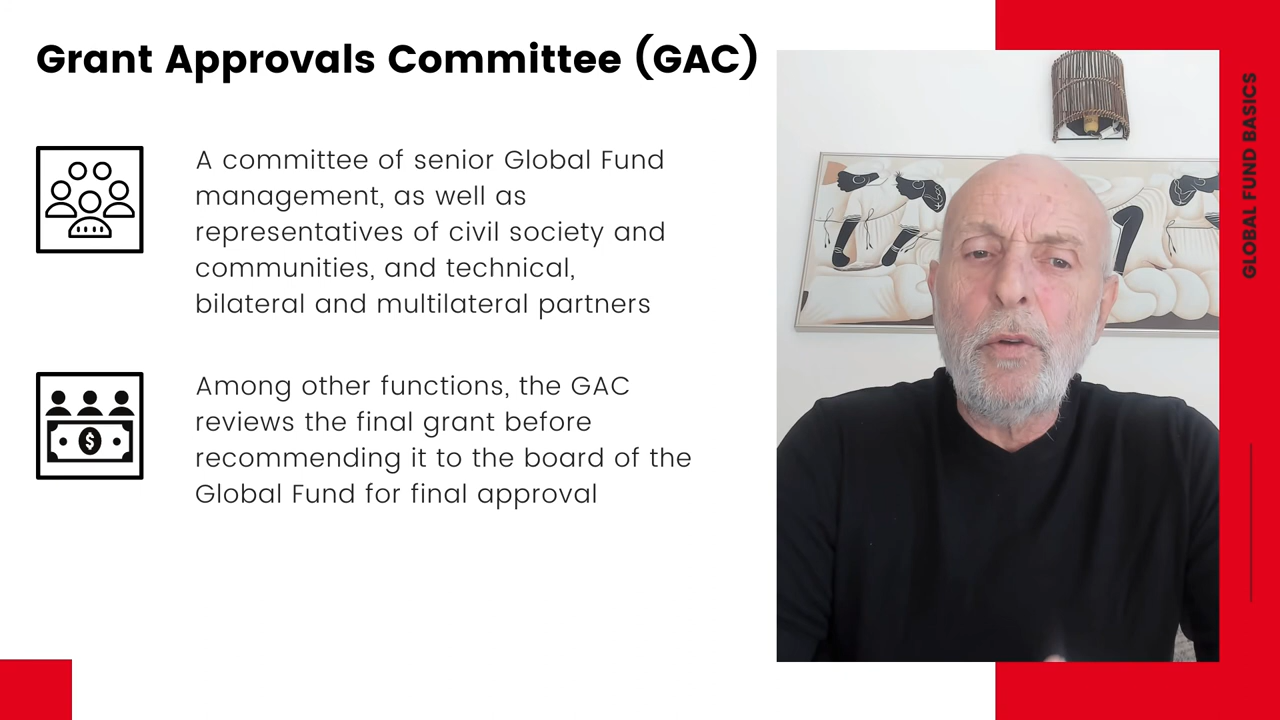 Grant Approvals Committee (GAC)
A committee of senior Global Fund
management, as well as
representatives of civil society and
communities, and technical,
bilateral and multilateral partners
Among other functions, the GAC
reviews the final grant before
recommending it to the board of the
Global Fund for final approval
GLOBAL FUND BASICS